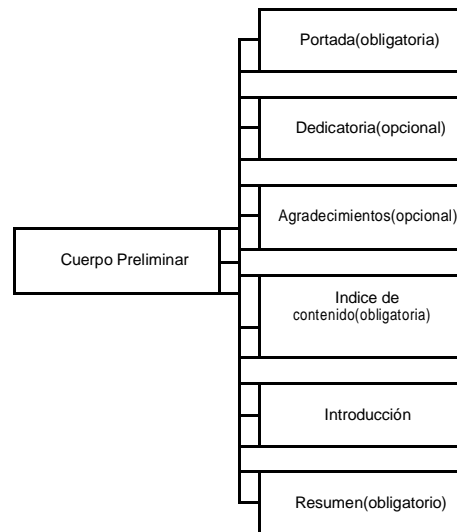 Portada(obligatoria)
Dedicatoria(opcional)
Agradecimientos(opcional)
Cuerpo Preliminar
Indice de
contenido(obligatoria)
Introducción
Resumen(obligatorio)